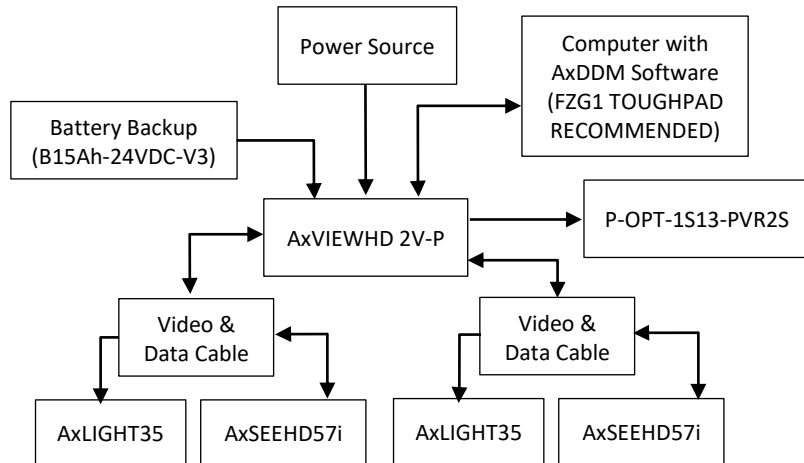 Power Source
Computer with
AxDDM Software
(FZG1 TOUGHPAD
RECOMMENDED)
Battery Backup
(B15Ah-24VDC-V3)
AxVIEWHD 2V-P
P-OPT-1S13-PVR2S
Video &
Data Cable
Video &
Data Cable
AxLIGHT35
AxSEEHD57i
AxLIGHT35
AxSEEHD57i